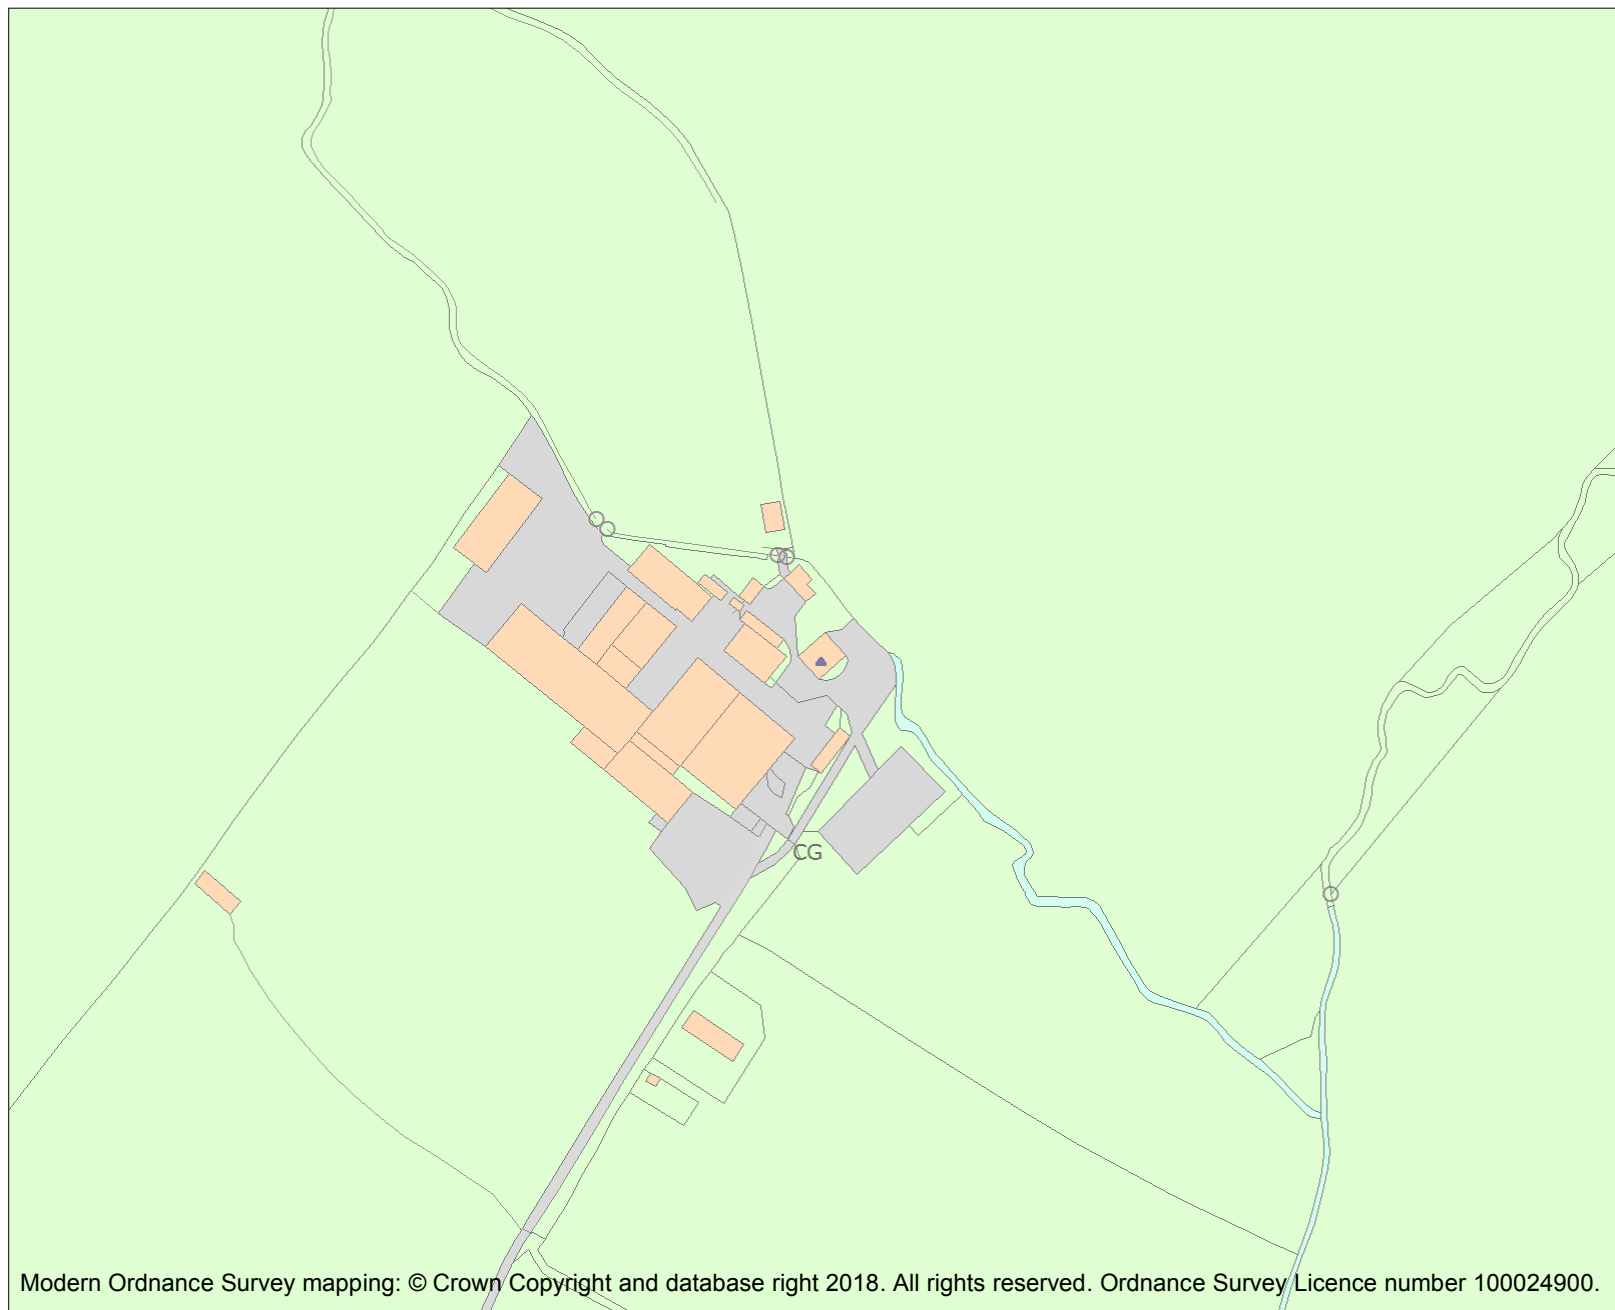 CG
Modern Ordnance Survey mapping: © Crown Copyright and database right 2018. All rights reserved. Ordnance Survey Licence number 100024900.